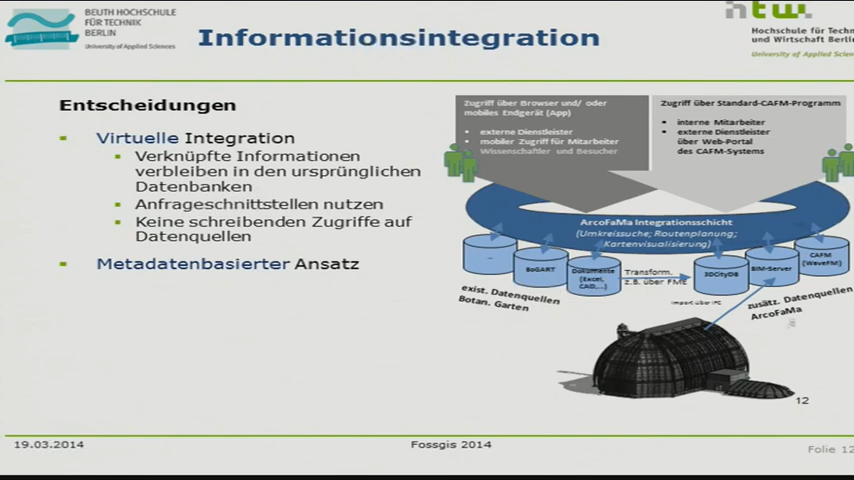 BEUTH HOCHSCHULE
FÜR TECHNIK
BERLIN
University of Applied Sciences
Informationsintegration
htw.
Hochschule für Techn
und Wirtschaft Berlin
University of Applied Scien
Entscheidungen
Virtuelle Integration
Verknüpfte Informationen
verbleiben in den ursprünglichen
Datenbanken
Anfrageschnittstellen nutzen
Keine schreibenden Zugriffe auf
Datenquellen
Metadatenbasierter Ansatz
Zugriff über Browser und/ oder
mobiles Endgerät (App)
externe Dienstleister
mobiler Zugriff für Mitarbeiter
Wissenschaftler und Besucher
Zugriff über Standard-CAFM-Programm
interne Mitarbeiter
externe Dienstleister
über Web-Portal
des CAFM-Systems
ArcoFaMa Integrationsschicht
(Umkreissuche; Routenplanung;
Kartenvisualisierung)
...
BoGART
Dokumente
(Excel,
CAD,...)
Transform.
z.B. über FME
3DCityDB
BIM-Server
CAFM
(WaveFM)
Import über IFC
exist. Datenquellen
Botan. Garten
zusätz. Datenquellen
ArcoFaMa
12
19.03.2014
Fossgis 2014
Folie 12